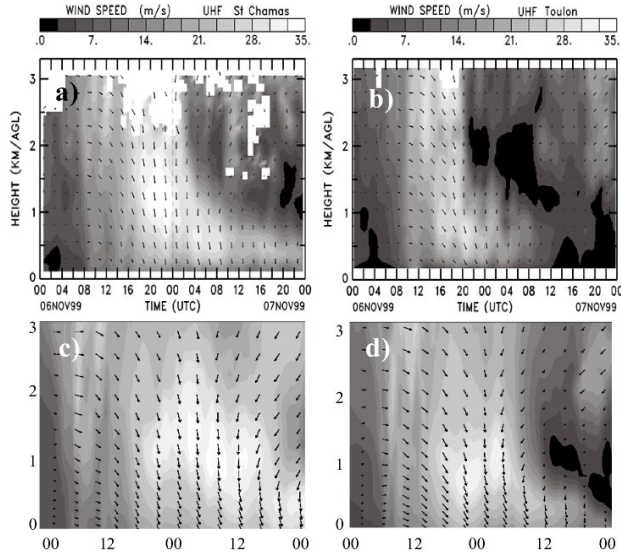 WIND SPEED (m/s) UHF St Chamas
.0 7. 14. 21. 28. 35.
a)
HEIGHT (KM/AGL)
3
2
1
0
00 04 08 12 16 20 00 04 08 12 16 20 00
06NOV99 TIME (UTC) 07NOV99
WIND SPEED (m/s) UHF Toulon
.0 7. 14. 21. 28. 35.
b)
HEIGHT (KM/AGL)
3
2
1
0
00 04 08 12 16 20 00 04 08 12 16 20 00
06NOV99 TIME (UTC) 07NOV99
c)
3
2
1
0
00 12 00 12 00
d)
3
2
1
0
00 12 00 12 00